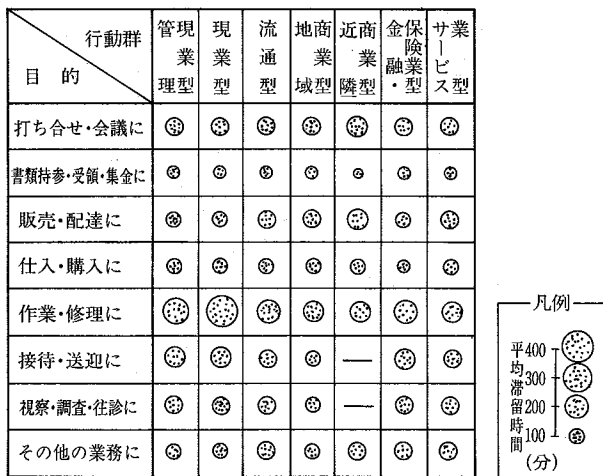 行動群
目的
管理現業型
現業型
流通型
地域商業型
近隣商業型
金融・保険業型
サービス業型
打ち合せ・会議に
書類持参・受領・集金に
販売・配達に
仕入・購入に
作業・修理に
接待・送迎に
視察・調査・往診に
その他の業務に
凡例
平均滞留時間
(分)
400
300
200
100